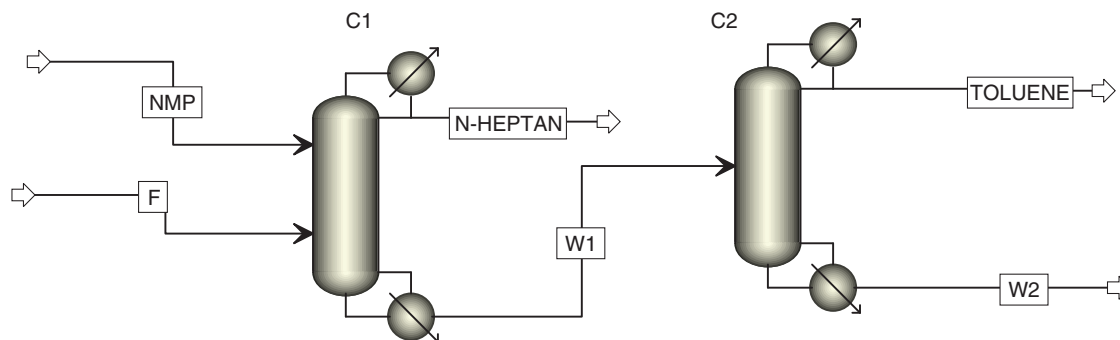 C1
C2
NMP
TOLUENE
N-HEPTAN
F
W1
W2